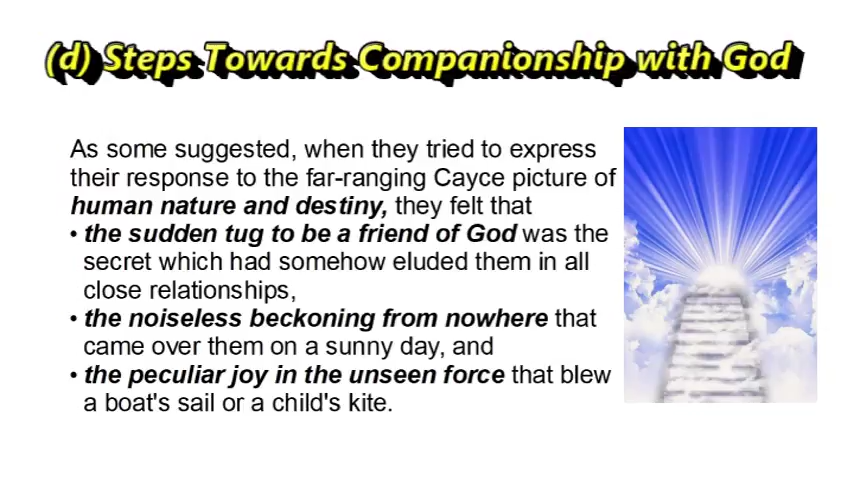 (d) Steps Towards Companionship with God
As some suggested, when they tried to express
their response to the far-ranging Cayce picture of
human nature and destiny, they felt that
• the sudden tug to be a friend of God was the
secret which had somehow eluded them in all
close relationships,
• the noiseless beckoning from nowhere that
came over them on a sunny day, and
• the peculiar joy in the unseen force that blew
a boat's sail or a child's kite.